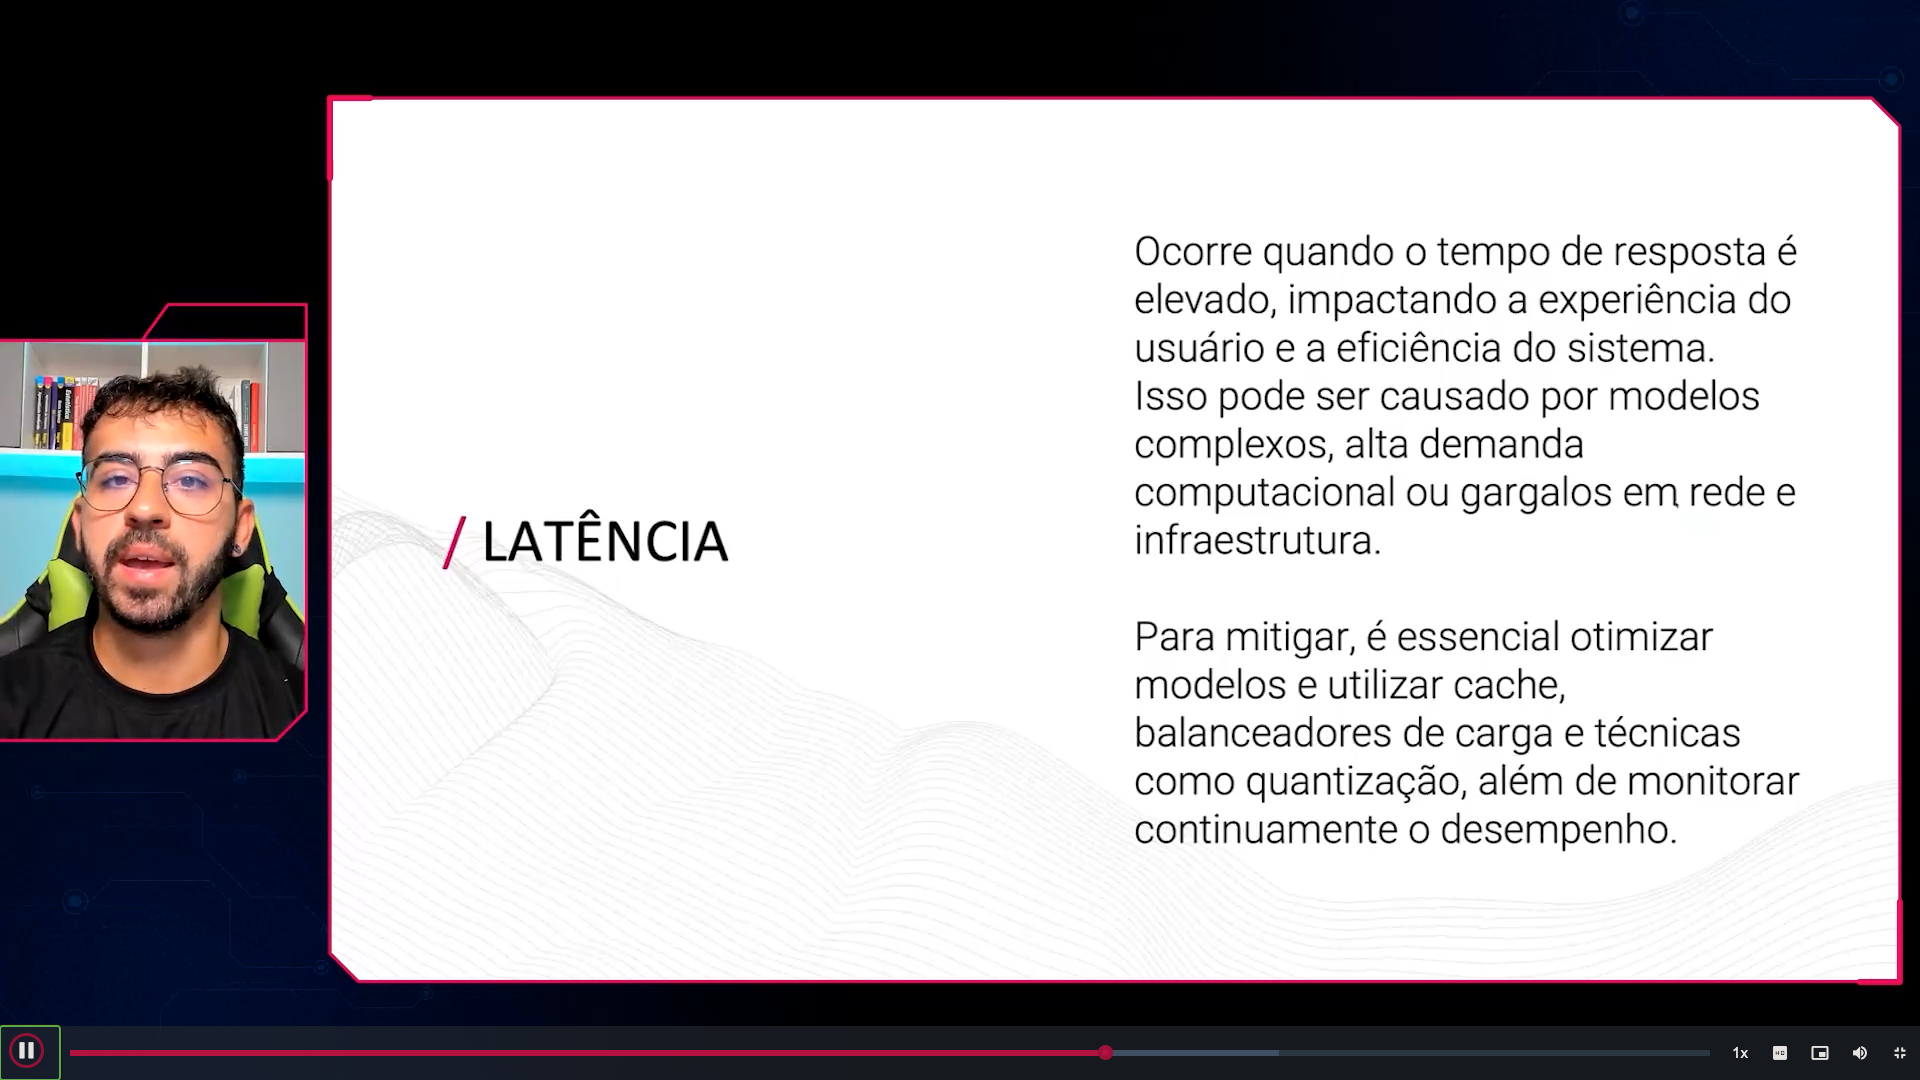 / LATÊNCIA
Ocorre quando o tempo de resposta é
elevado, impactando a experiência do
usuário e a eficiência do sistema.
Isso pode ser causado por modelos
complexos, alta demanda
computacional ou gargalos em rede e
infraestrutura.
Para mitigar, é essencial otimizar
modelos e utilizar cache,
balanceadores de carga e técnicas
como quantização, além de monitorar
continuamente o desempenho.
1x
HD